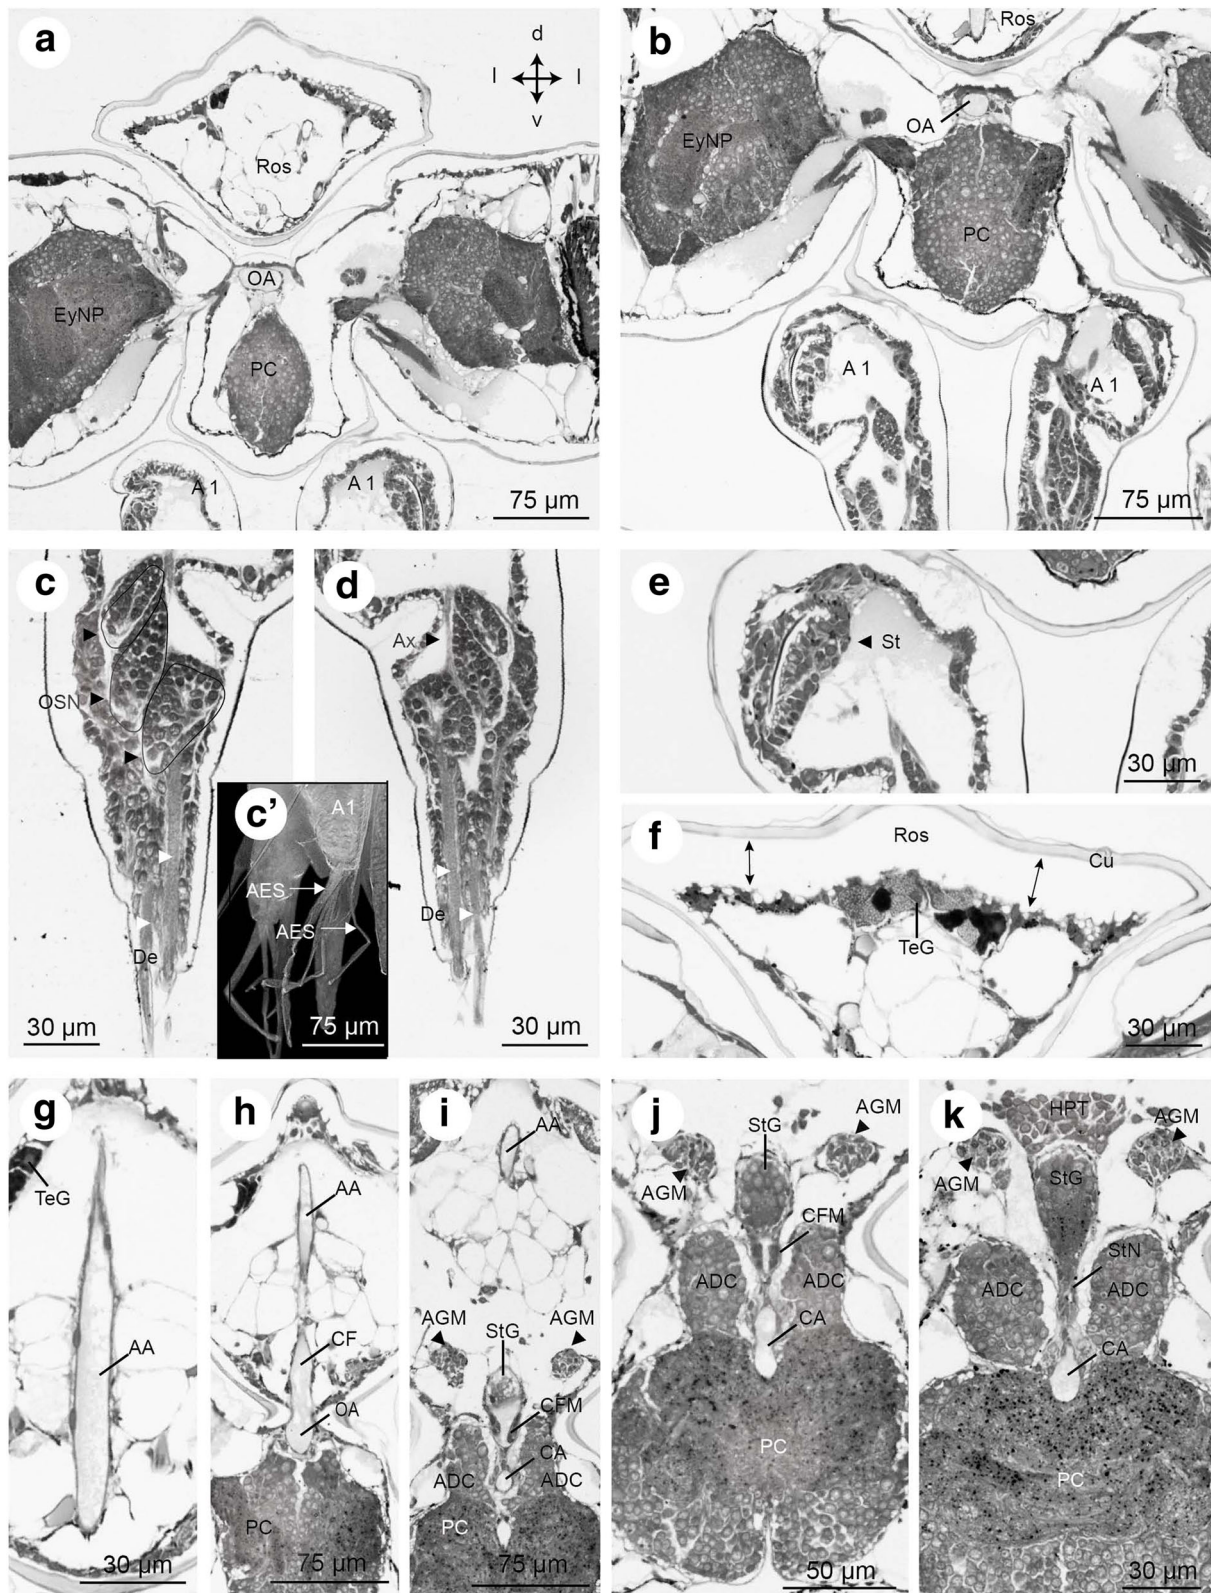 a
d
l l
v
Ros
OA
EyNP
PC
A 1
A 1
75 µm
b
Ros
OA
EyNP
PC
A 1
A 1
75 µm
c
OSN
De
30 µm
c’
A 1
AES
AES
75 µm
d
Ax
De
30 µm
e
St
30 µm
f
Ros
Cu
TeG
30 µm
g
TeG
AA
30 µm
h
AA
CF
OA
PC
75 µm
i
AA
AGM AGM
StG
CFM
CA
ADC ADC
PC
75 µm
j
StG
AGM
AGM
CFM
ADC ADC
CA
PC
50 µm
k
HPT
AGM
AGM
StG
StN
ADC ADC
CA
PC
30 µm